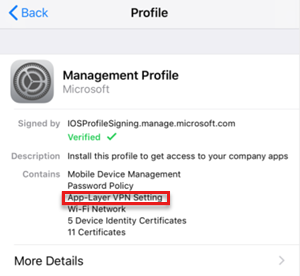 Back
Profile
Management Profile
Microsoft
Signed by IOSProfileSigning.manage.microsoft.com
Verified
Description Install this profile to get access to your company apps
Contains Mobile Device Management
Password Policy
App-Layer VPN Setting
Wi-Fi Network
5 Device Identity Certificates
11 Certificates
More Details